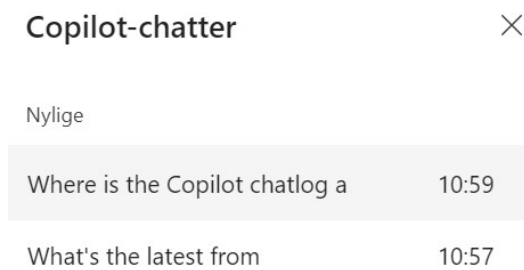 Copilot-chatter
Nylige
Where is the Copilot chatlog a 10:59
What's the latest from 10:57